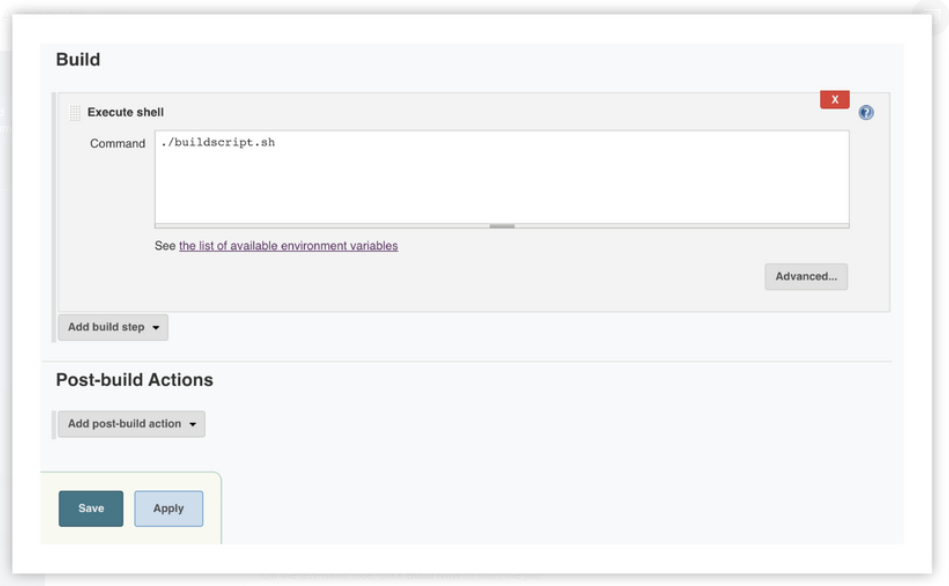 Build
X
Execute shell
?
Command ./buildscript.sh
See the list of available environment variables
Advanced...
Add build step
Post-build Actions
Add post-build action
Save Apply